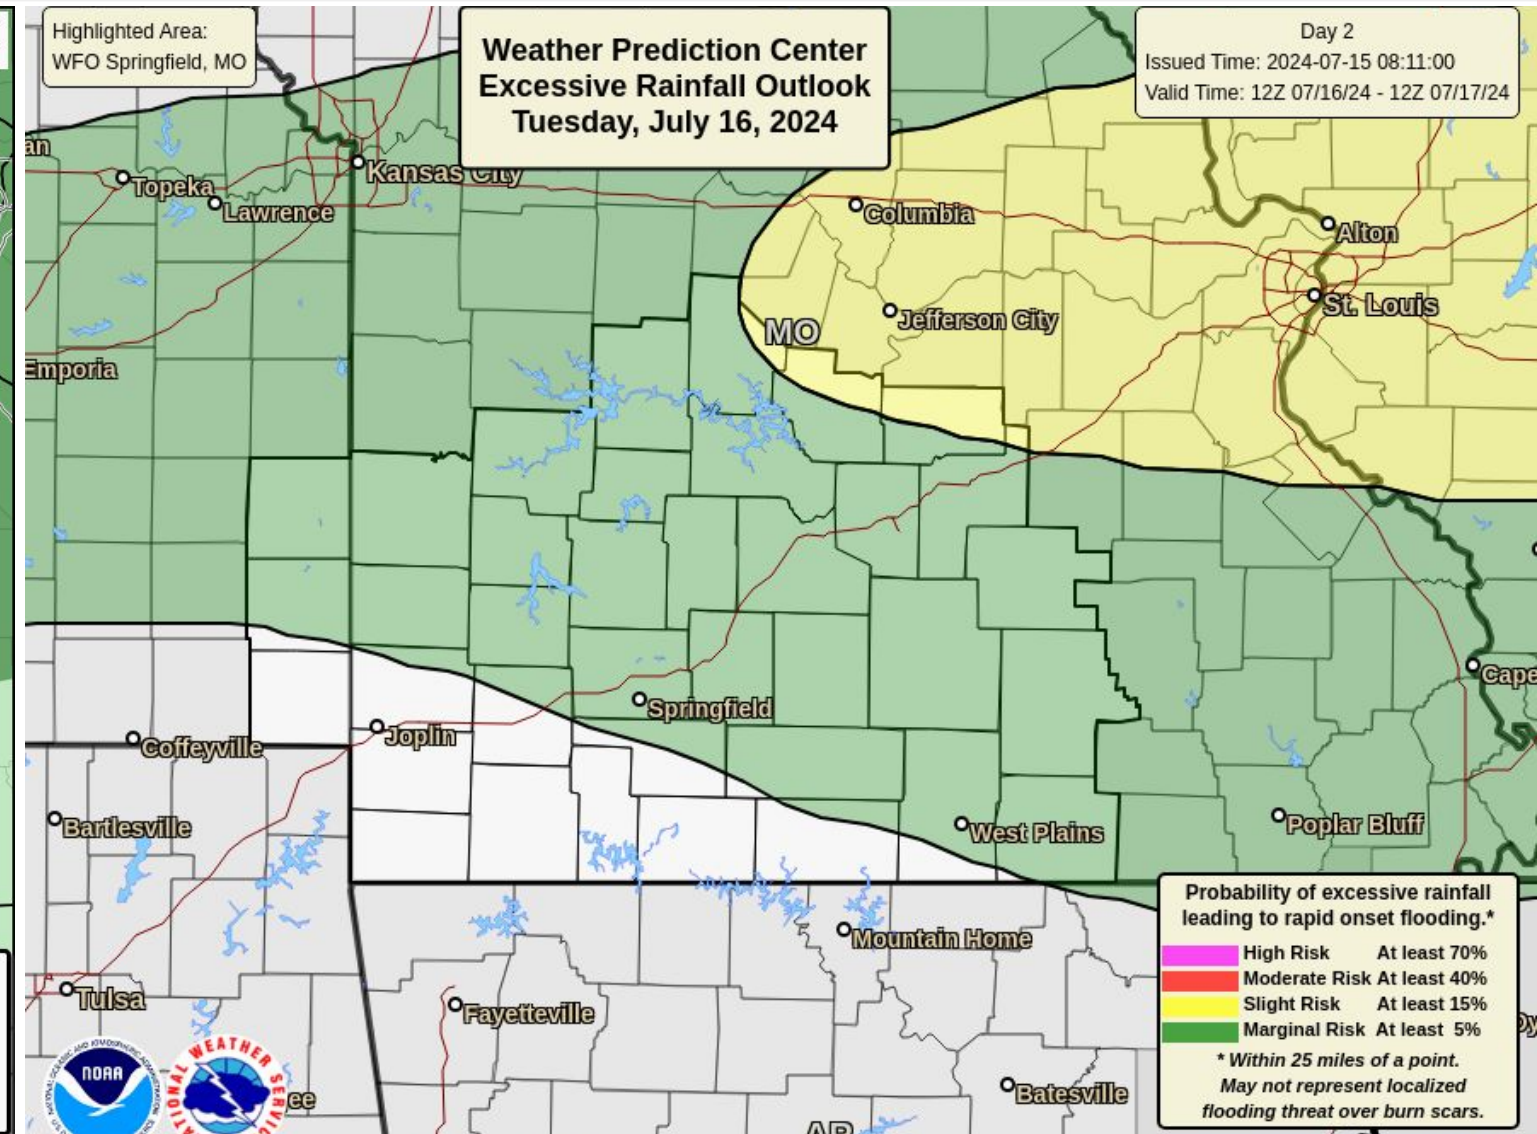 Highlighted Area:
WFO Springfield, MO
Weather Prediction Center
Excessive Rainfall Outlook
Tuesday, July 16, 2024
Day 2
Issued Time: 2024-07-15 08:11:00
Valid Time: 12Z 07/16/24 - 12Z 07/17/24
an
Topeka
Lawrence
Kansas City
Columbia
Alton
St. Louis
Jefferson City
MO
Emporia
Cape
Springfield
Joplin
Coffeyville
Bartlesville
West Plains
Poplar Bluff
Mountain Home
Tulsa
Fayetteville
Batesville
ee
AR
Probability of excessive rainfall
leading to rapid onset flooding.*
High Risk At least 70%
Moderate Risk At least 40%
Slight Risk At least 15%
Marginal Risk At least 5%
* Within 25 miles of a point.
May not represent localized
flooding threat over burn scars.
NOAA